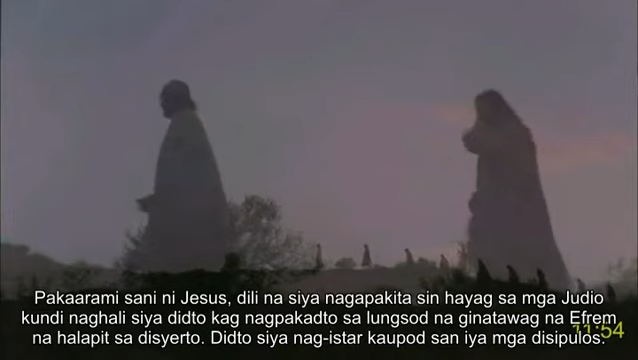 Pakaarami sani ni Jesus, dili na siya nagapakita sin hayag sa mga Judio
kundi naghali siya didto kag nagpakadto sa lungsod na ginatawag na Efrem
na halapit sa disyerto. Didto siya nag-istar kaupod san iya mga disipulos.
11:54